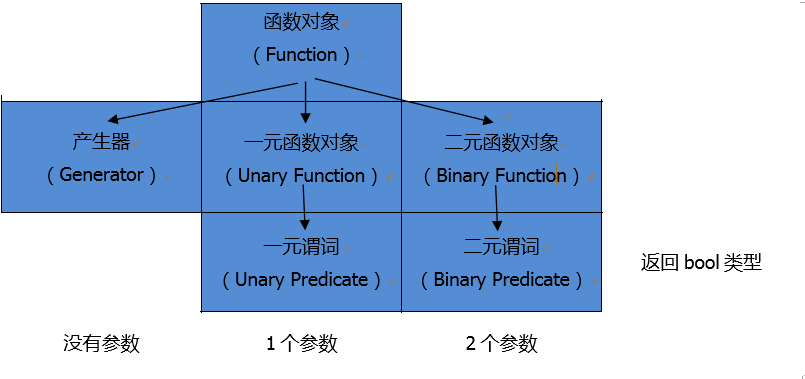 函数对象
（Function）
产生器
（Generator）
一元函数对象
（Unary Function）
二元函数对象
（Binary Function）
一元谓词
（Unary Predicate）
二元谓词
（Binary Predicate）
返回 bool 类型
没有参数
1 个参数
2 个参数